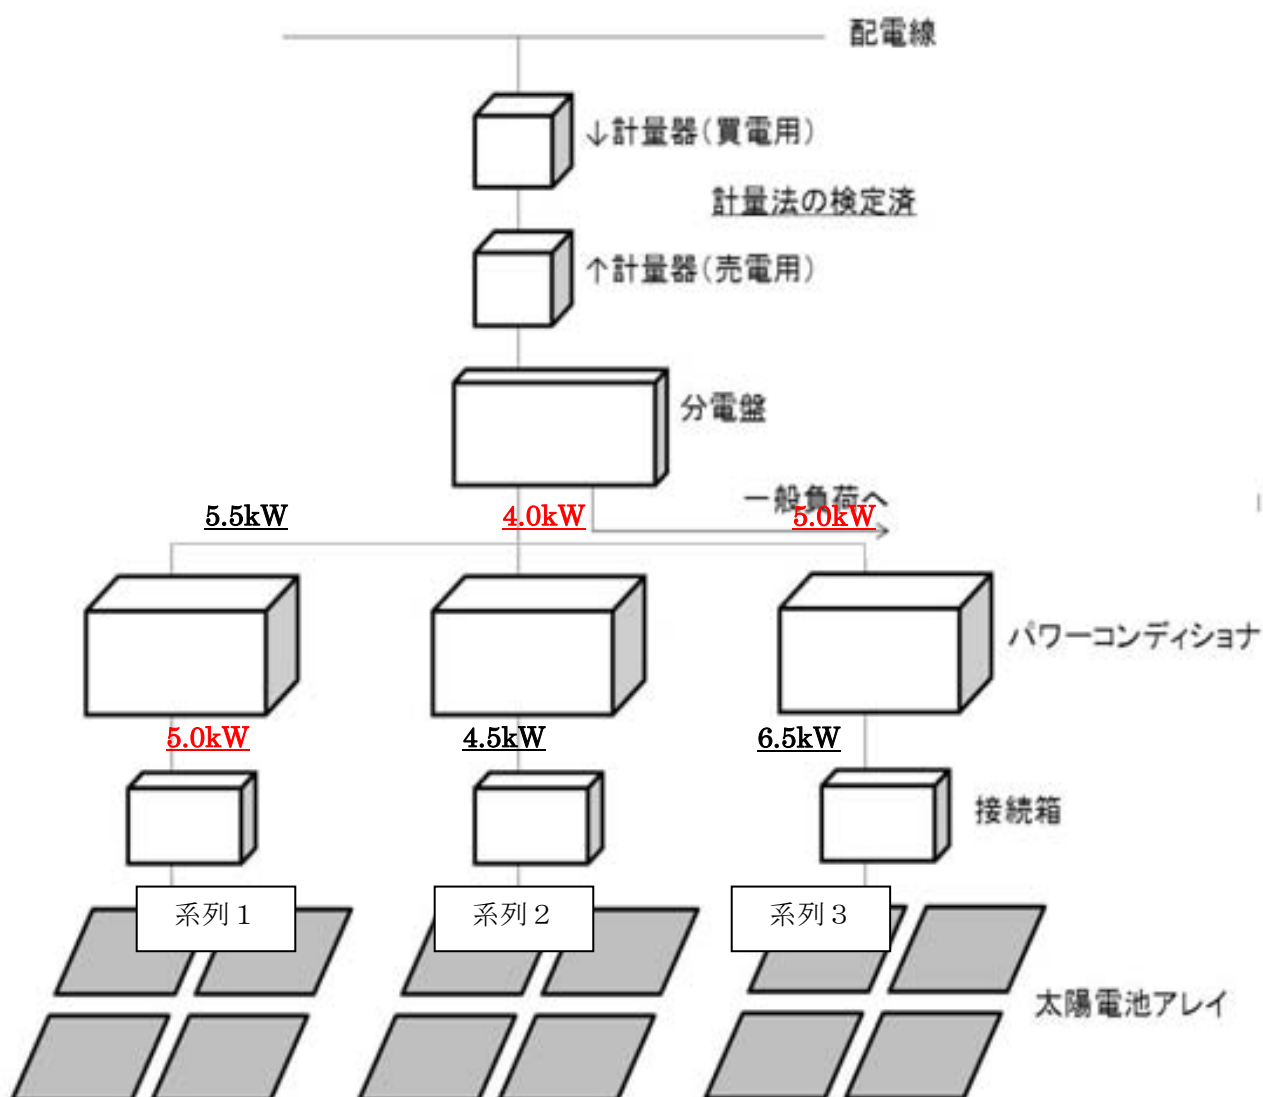 配電線
↓計量器(買電用)
計量法の検定済
↑計量器(売電用)
分電盤
一般負荷へ
5.5kW
4.0kW
5.0kW
パワーコンディショナ
5.0kW
4.5kW
6.5kW
接続箱
系列1
系列2
系列3
太陽電池アレイ